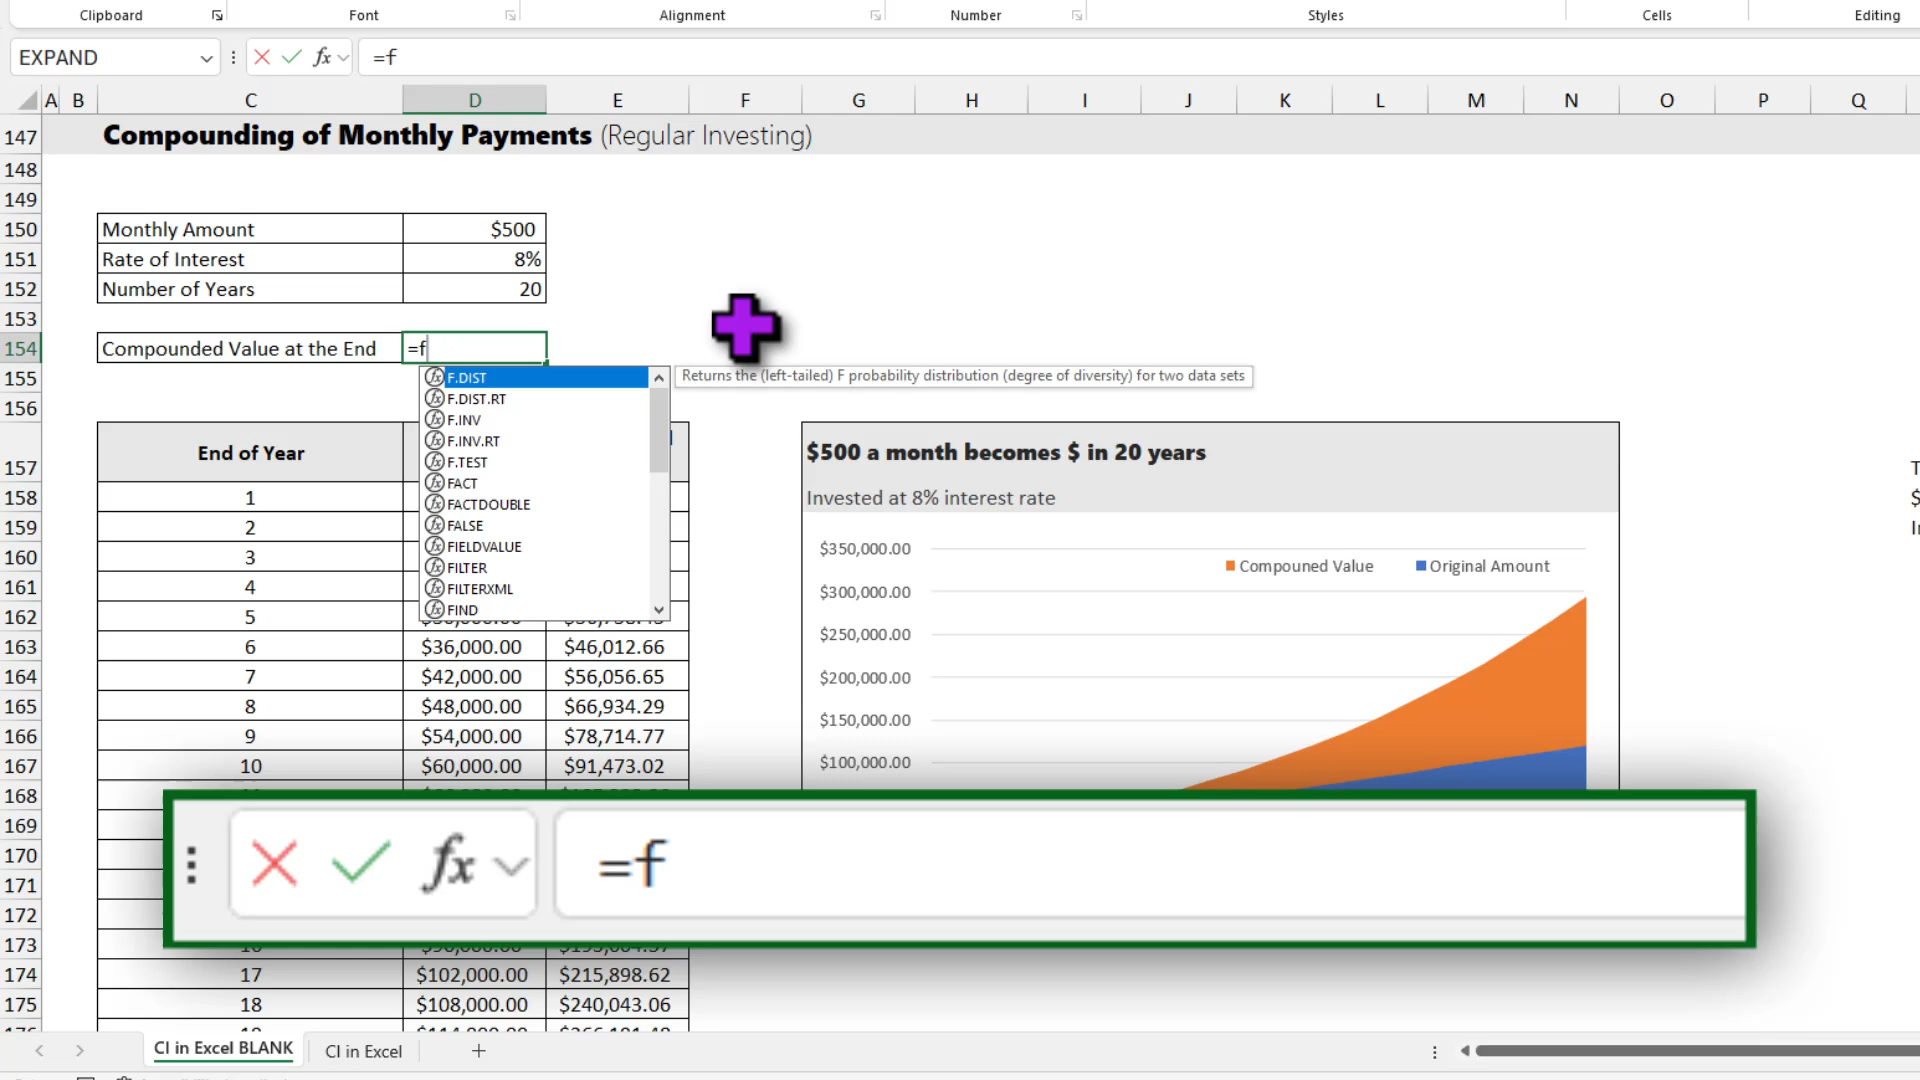 Clipboard Font Alignment Number Styles Cells Editing
EXPAND fx =f
A B C D E F G H I J K L M N O P Q
147 Compounding of Monthly Payments (Regular Investing)
148
149
150 Monthly Amount $500
151 Rate of Interest 8%
152 Number of Years 20
153
154 Compounded Value at the End =f
155
156
F.DIST
Returns the (left-tailed) F probability distribution (degree of diversity) for two data sets
F.DIST.RT
F.INV
F.INV.RT
F.TEST
FACT
FACTDOUBLE
FALSE
FIELDVALUE
FILTER
FILTERXML
FIND
157 End of Year
158 1
159 2
160 3
161 4
162 5
163 6 $36,000.00 $46,012.66
164 7 $42,000.00 $56,056.65
165 8 $48,000.00 $66,934.29
166 9 $54,000.00 $78,714.77
167 10 $60,000.00 $91,473.02
168
169
170
171
172
173
174 17 $102,000.00 $215,898.62
175 18 $108,000.00 $240,043.06
$500 a month becomes $ in 20 years
Invested at 8% interest rate
Compouned Value Original Amount
$350,000.00
$300,000.00
$250,000.00
$200,000.00
$150,000.00
$100,000.00
T
$
fx =f
CI in Excel BLANK CI in Excel